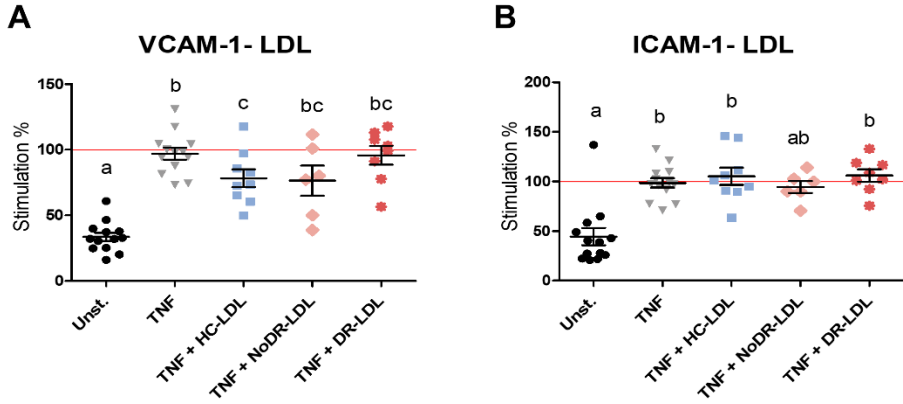 A
VCAM-1- LDL
Stimulation %
150
100
50
0
a
b
c
bc
bc
Unst.
TNF
TNF + HC-LDL
TNF + NoDR-LDL
TNF + DR-LDL
B
ICAM-1- LDL
Stimulation %
200
150
100
50
0
a
b
b
ab
b
Unst.
TNF
TNF + HC-LDL
TNF + NoDR-LDL
TNF + DR-LDL